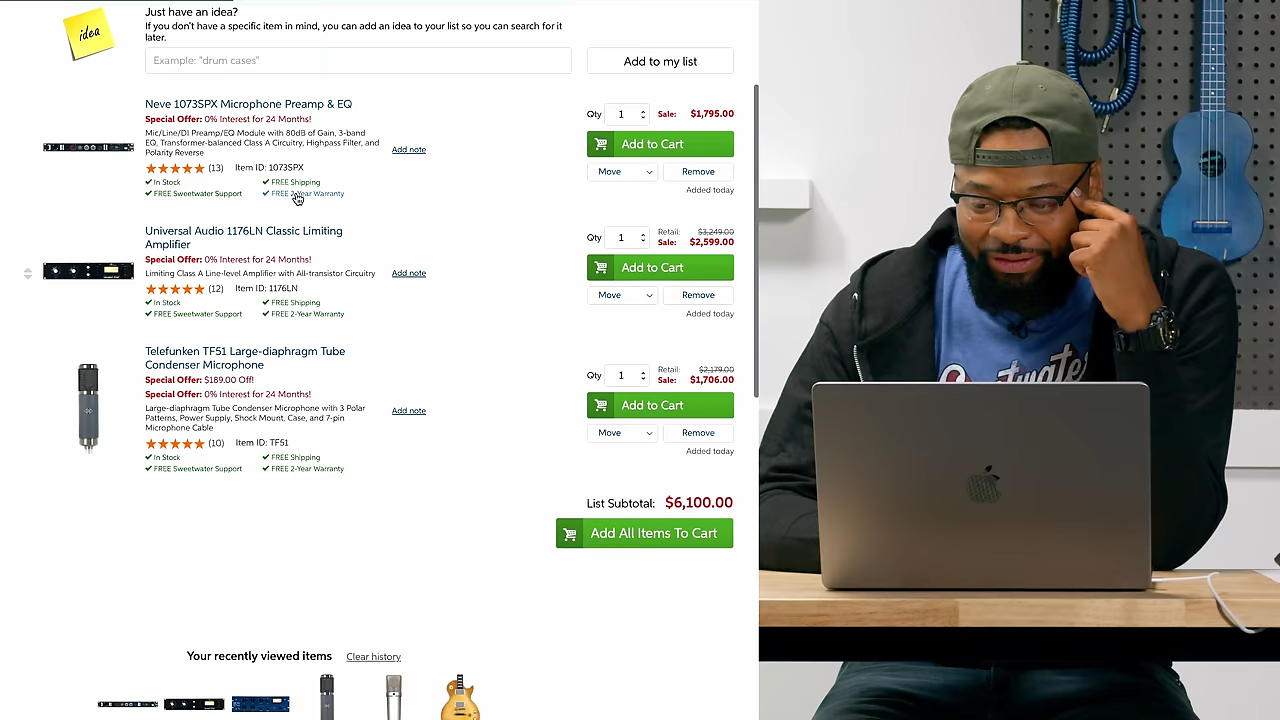 Just have an idea?
If you don't have a specific item in mind, you can add an idea to your list so you can search for it
later.
idea
Example: "drum cases"
Add to my list
Neve 1073SPX Microphone Preamp & EQ
Special Offer: 0% Interest for 24 Months!
Mic/Line/DI Preamp/EQ Module with 80dB of Gain, 3-band
EQ, Transformer-balanced Class A Circuitry, Highpass Filter, and
Polarity Reverse
(13) Item ID: 1073SPX
In Stock
FREE Shipping
FREE Sweetwater Support
FREE 2-Year Warranty
Add note
Qty 1 Sale: $1,795.00
Add to Cart
Move
Remove
Added today
Universal Audio 1176LN Classic Limiting
Amplifier
Special Offer: 0% Interest for 24 Months!
Limiting Class A Line-level Amplifier with All-transistor Circuitry
(12) Item ID: 1176LN
In Stock
FREE Shipping
FREE Sweetwater Support
FREE 2-Year Warranty
Add note
Retail: $3,249.00
Qty 1 Sale: $2,599.00
Add to Cart
Move
Remove
Added today
Telefunken TF51 Large-diaphragm Tube
Condenser Microphone
Special Offer: $189.00 Off!
Special Offer: 0% Interest for 24 Months!
Large-diaphragm Tube Condenser Microphone with 3 Polar
Patterns, Power Supply, Shock Mount, Case, and 7-pin
Microphone Cable
(10) Item ID: TF51
In Stock
FREE Shipping
FREE Sweetwater Support
FREE 2-Year Warranty
Add note
Retail: $2,179.00
Qty 1 Sale: $1,706.00
Add to Cart
Move
Remove
Added today
List Subtotal: $6,100.00
Add All Items To Cart
Your recently viewed items
Clear history
Sweetwater